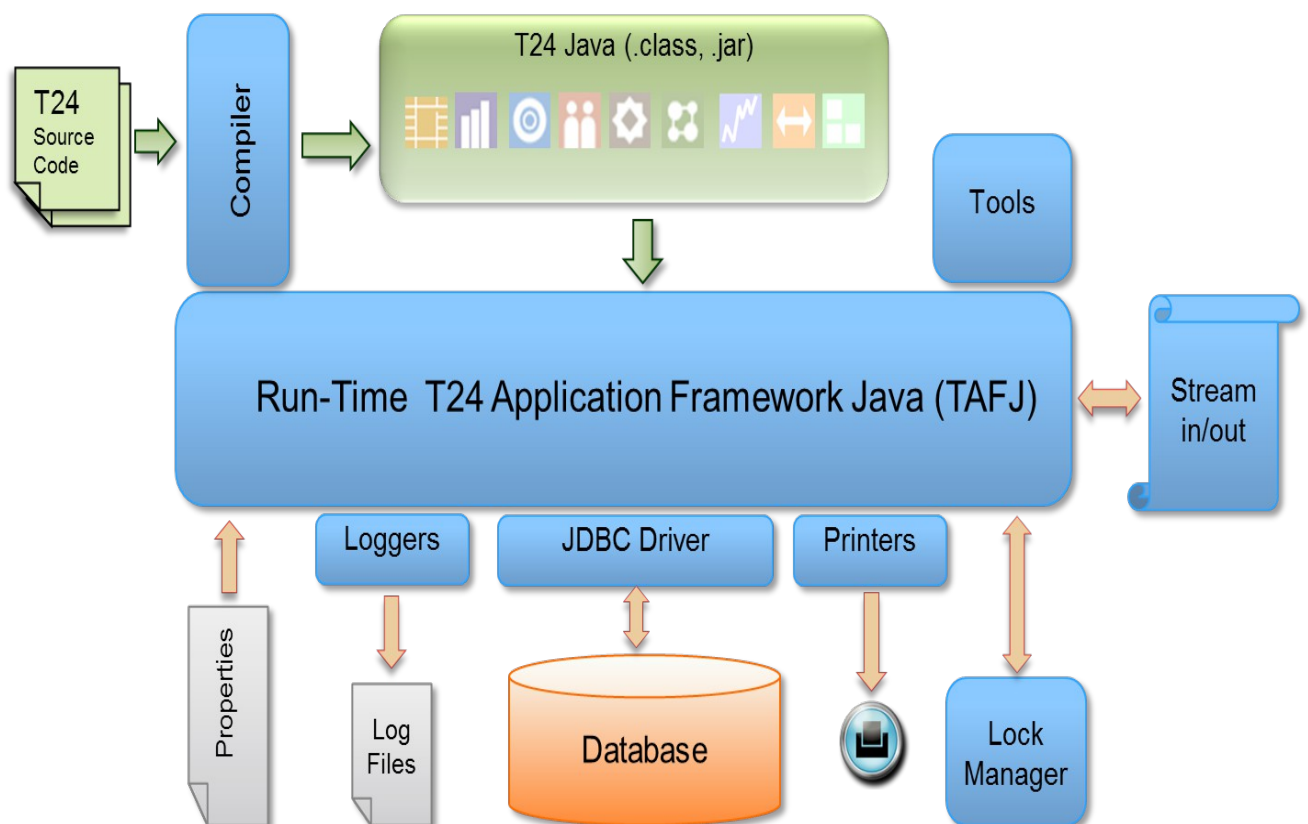 T24 Java (.class, .jar)
T24
Source
Code
Compiler
Tools
Run-Time T24 Application Framework Java (TAFJ)
Stream
in/out
Loggers
JDBC Driver
Printers
Properties
Log
Files
Database
Lock
Manager